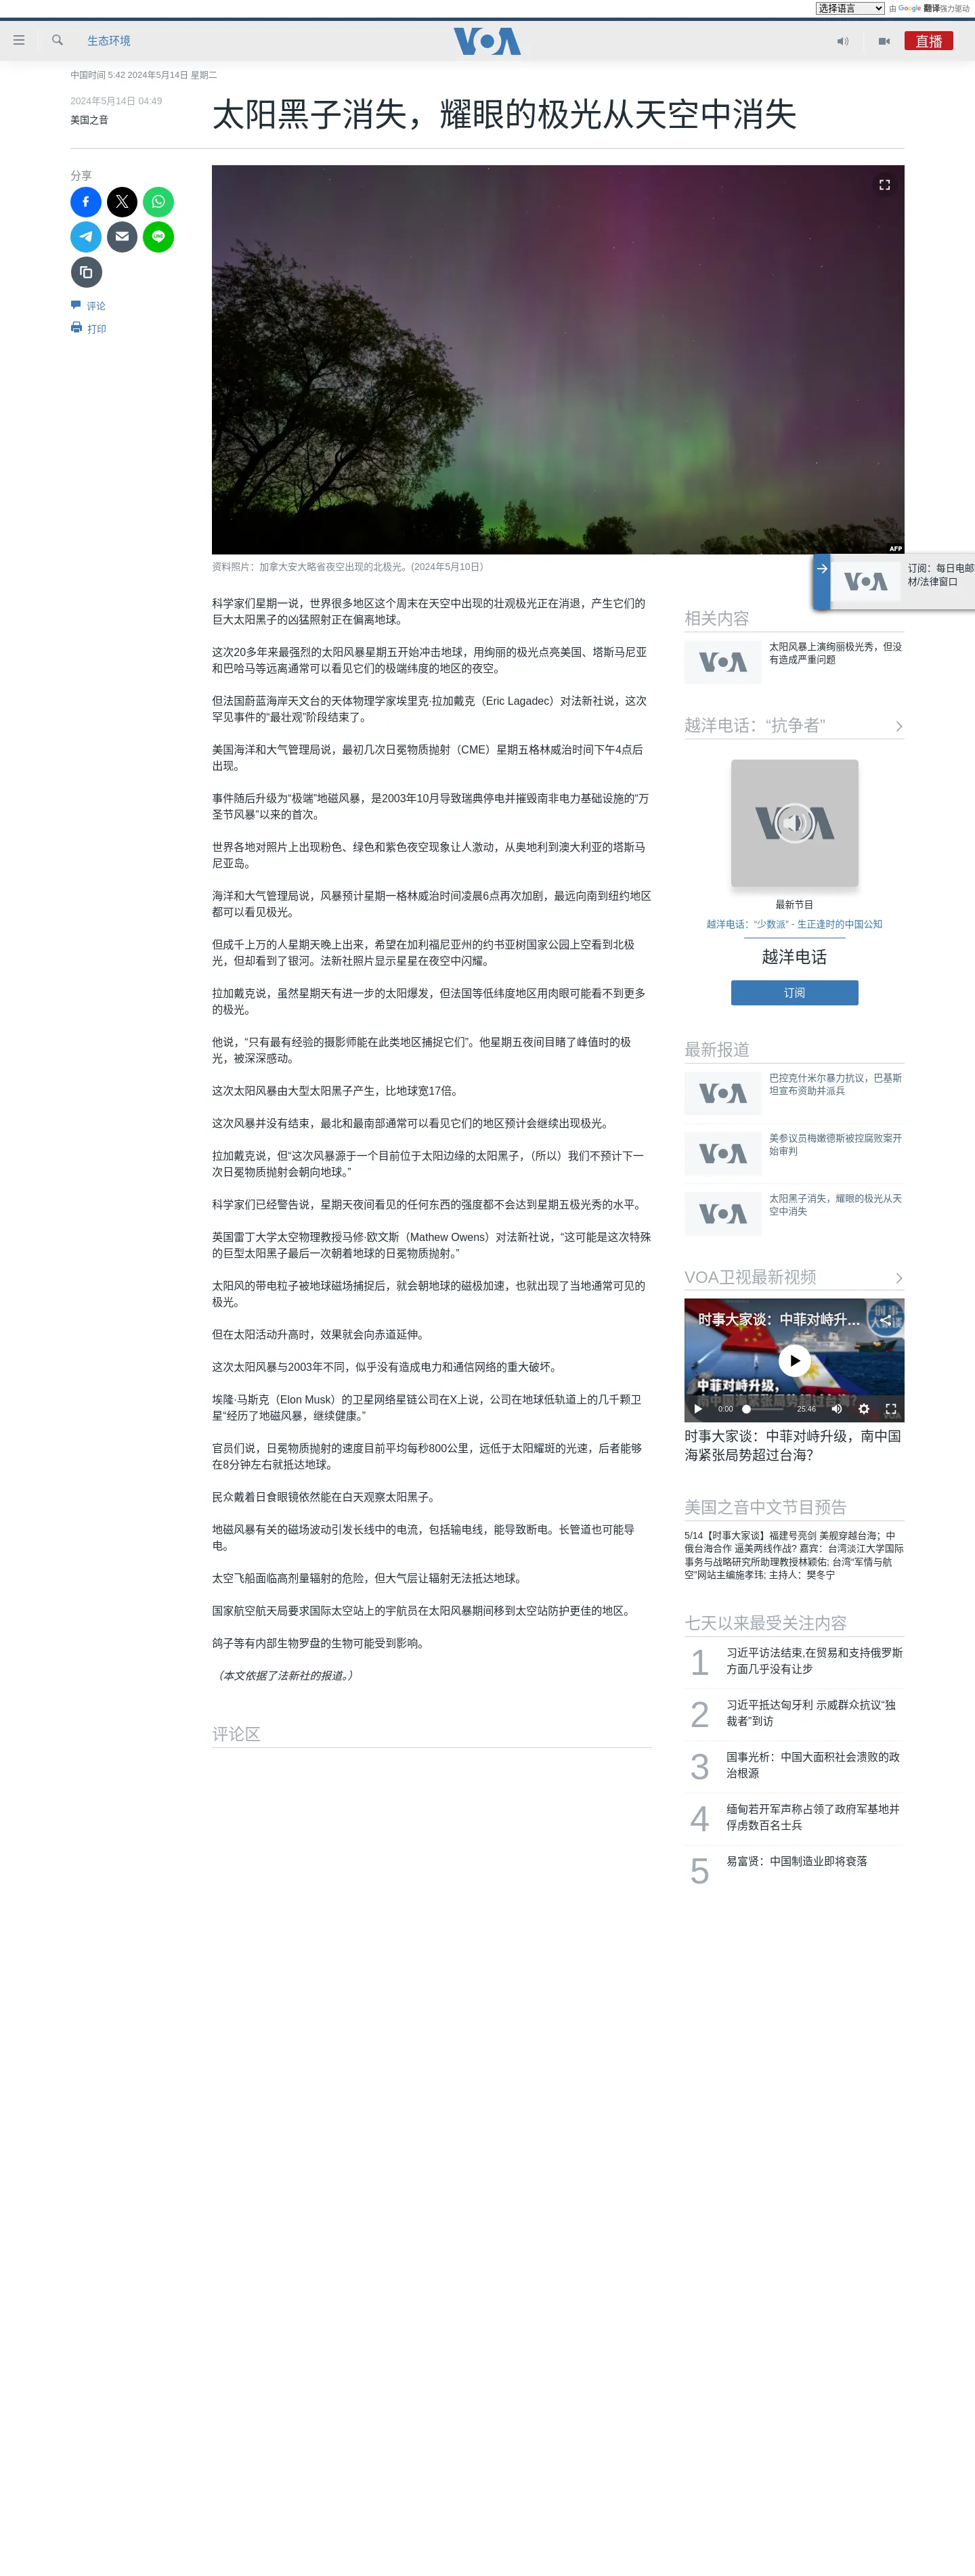 选择语言 由 Google 翻译强力驱动
生态环境
VOA
直播
中国时间 5:42 2024年5月14日 星期二
2024年5月14日 04:49
美国之音
太阳黑子消失，耀眼的极光从天空中消失
分享
LINE
评论
打印
AFP
资料照片：加拿大安大略省夜空出现的北极光。(2024年5月10日）
科学家们星期一说，世界很多地区这个周末在天空中出现的壮观极光正在消退，产生它们的
巨大太阳黑子的凶猛照射正在偏离地球。
这次20多年来最强烈的太阳风暴星期五开始冲击地球，用绚丽的极光点亮美国、塔斯马尼亚
和巴哈马等远离通常可以看见它们的极端纬度的地区的夜空。
但法国蔚蓝海岸天文台的天体物理学家埃里克·拉加戴克（Eric Lagadec）对法新社说，这次
罕见事件的“最壮观”阶段结束了。
美国海洋和大气管理局说，最初几次日冕物质抛射（CME）星期五格林威治时间下午4点后
出现。
事件随后升级为“极端”地磁风暴，是2003年10月导致瑞典停电并摧毁南非电力基础设施的“万
圣节风暴”以来的首次。
世界各地对照片上出现粉色、绿色和紫色夜空现象让人激动，从奥地利到澳大利亚的塔斯马
尼亚岛。
海洋和大气管理局说，风暴预计星期一格林威治时间凌晨6点再次加剧，最远向南到纽约地区
都可以看见极光。
但成千上万的人星期天晚上出来，希望在加利福尼亚州的约书亚树国家公园上空看到北极
光，但却看到了银河。法新社照片显示星星在夜空中闪耀。
拉加戴克说，虽然星期天有进一步的太阳爆发，但法国等低纬度地区用肉眼可能看不到更多
的极光。
他说，“只有最有经验的摄影师能在此类地区捕捉它们”。他星期五夜间目睹了峰值时的极
光，被深深感动。
这次太阳风暴由大型太阳黑子产生，比地球宽17倍。
这次风暴并没有结束，最北和最南部通常可以看见它们的地区预计会继续出现极光。
拉加戴克说，但“这次风暴源于一个目前位于太阳边缘的太阳黑子，（所以）我们不预计下一
次日冕物质抛射会朝向地球。”
科学家们已经警告说，星期天夜间看见的任何东西的强度都不会达到星期五极光秀的水平。
英国雷丁大学太空物理教授马修·欧文斯（Mathew Owens）对法新社说，“这可能是这次特殊
的巨型太阳黑子最后一次朝着地球的日冕物质抛射。”
太阳风的带电粒子被地球磁场捕捉后，就会朝地球的磁极加速，也就出现了当地通常可见的
极光。
但在太阳活动升高时，效果就会向赤道延伸。
这次太阳风暴与2003年不同，似乎没有造成电力和通信网络的重大破坏。
埃隆·马斯克（Elon Musk）的卫星网络星链公司在X上说，公司在地球低轨道上的几千颗卫
星“经历了地磁风暴，继续健康。”
官员们说，日冕物质抛射的速度目前平均每秒800公里，远低于太阳耀斑的光速，后者能够
在8分钟左右就抵达地球。
民众戴着日食眼镜依然能在白天观察太阳黑子。
地磁风暴有关的磁场波动引发长线中的电流，包括输电线，能导致断电。长管道也可能导
电。
太空飞船面临高剂量辐射的危险，但大气层让辐射无法抵达地球。
国家航空航天局要求国际太空站上的宇航员在太阳风暴期间移到太空站防护更佳的地区。
鸽子等有内部生物罗盘的生物可能受到影响。
（本文依据了法新社的报道。）
评论区
VOA
订阅：每日电邮
材/法律窗口
相关内容
VOA
太阳风暴上演绚丽极光秀，但没
有造成严重问题
越洋电话：“抗争者”
VOA
最新节目
越洋电话：“少数派” - 生正逢时的中国公知
越洋电话
订阅
最新报道
VOA
巴控克什米尔暴力抗议，巴基斯
坦宣布资助并派兵
VOA
美参议员梅嫩德斯被控腐败案开
始审判
VOA
太阳黑子消失，耀眼的极光从天
空中消失
VOA卫视最新视频
时事大家谈：中菲对峙升...
时事
大家谈
中菲对峙升级，
南中国海紧张局势超过台海？
0:00
25:46
VOA
时事大家谈：中菲对峙升级，南中国
海紧张局势超过台海？
美国之音中文节目预告
5/14【时事大家谈】福建号亮剑 美舰穿越台海；中
俄台海合作 逼美两线作战? 嘉宾：台湾淡江大学国际
事务与战略研究所助理教授林颖佑; 台湾“军情与航
空”网站主编施孝玮; 主持人：樊冬宁
七天以来最受关注内容
1
习近平访法结束,在贸易和支持俄罗斯
方面几乎没有让步
2
习近平抵达匈牙利 示威群众抗议“独
裁者”到访
3
国事光析：中国大面积社会溃败的政
治根源
4
缅甸若开军声称占领了政府军基地并
俘虏数百名士兵
5
易富贤：中国制造业即将衰落